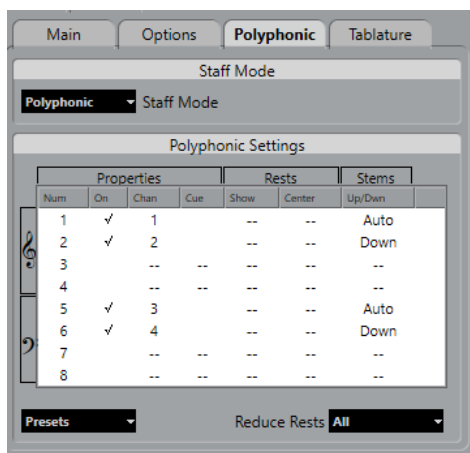 Main Options Polyphonic Tablature
Staff Mode
Polyphonic Staff Mode
Polyphonic Settings
Properties Rests Stems
Num On Chan Cue Show Center Up/Dwn
1 √ 1 -- -- Auto
2 √ 2 -- -- Down
3 -- -- -- -- --
4 -- -- -- -- --
5 √ 3 -- -- Auto
6 √ 4 -- -- Down
7 -- -- -- -- --
8 -- -- -- -- --
Presets Reduce Rests All